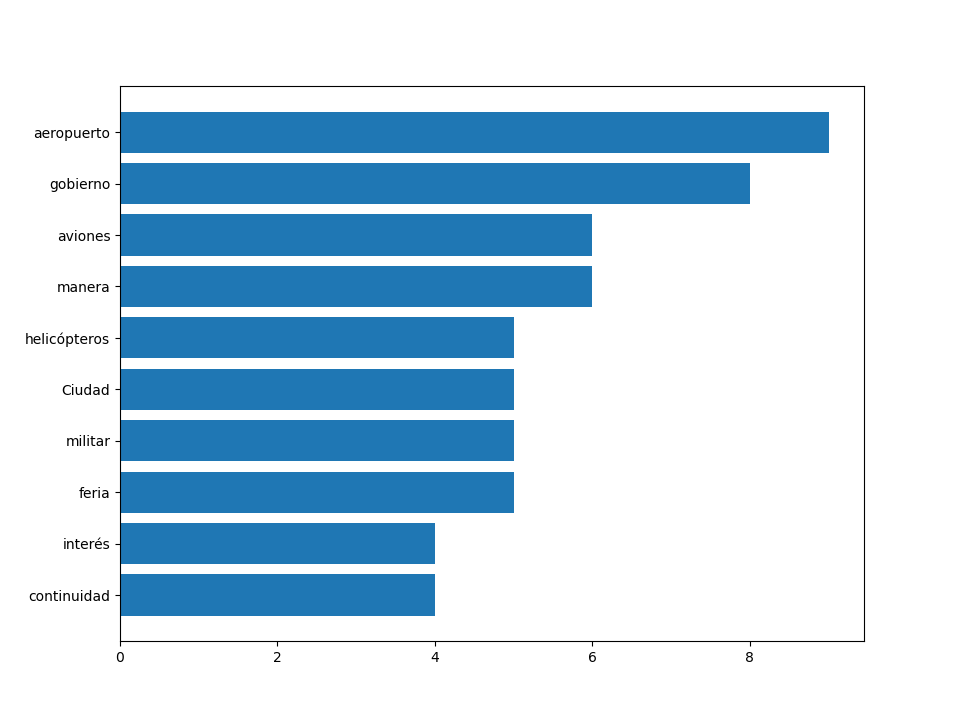 aeropuerto
gobierno
aviones
manera
helicópteros
Ciudad
militar
feria
interés
continuidad
0 2 4 6 8